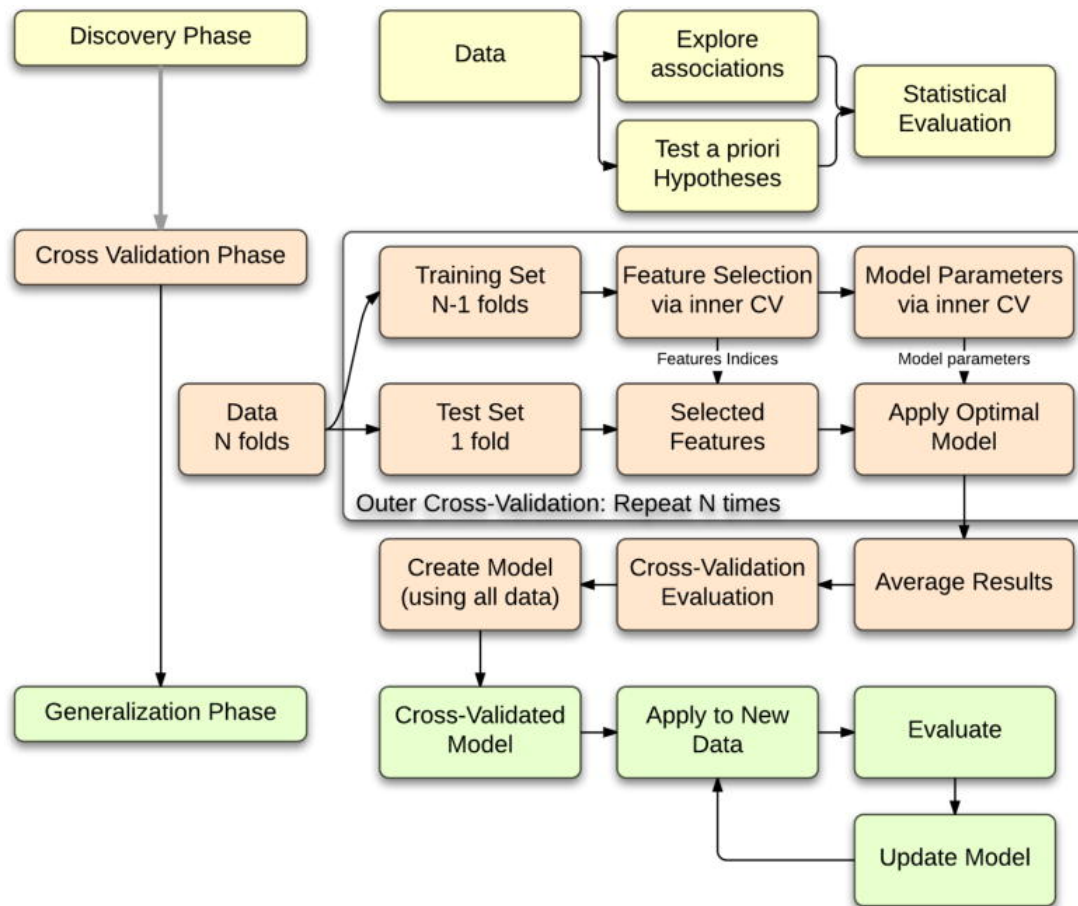 Discovery Phase
Data
Explore
associations
Test a priori
Hypotheses
Statistical
Evaluation
Cross Validation Phase
Training Set
N-1 folds
Feature Selection
via inner CV
Model Parameters
via inner CV
Features Indices
Model parameters
Data
N folds
Test Set
1 fold
Selected
Features
Apply Optimal
Model
Outer Cross-Validation: Repeat N times
Create Model
(using all data)
Cross-Validation
Evaluation
Average Results
Generalization Phase
Cross-Validated
Model
Apply to New
Data
Evaluate
Update Model